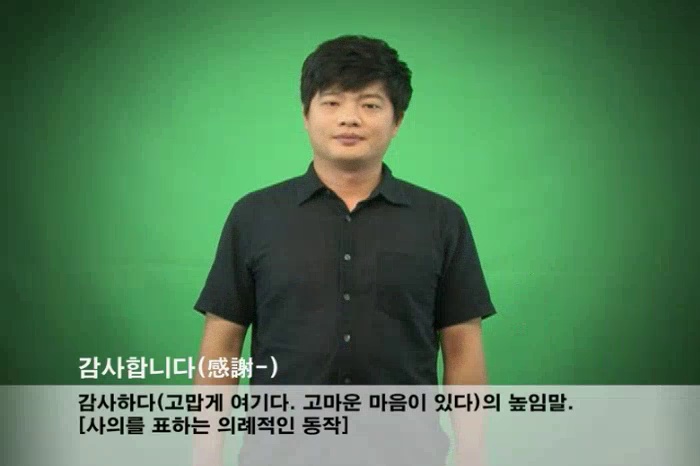 감사합니다(感謝-)
감사하다(고맙게 여기다. 고마운 마음이 있다)의 높임말.
[사의를 표하는 의례적인 동작]